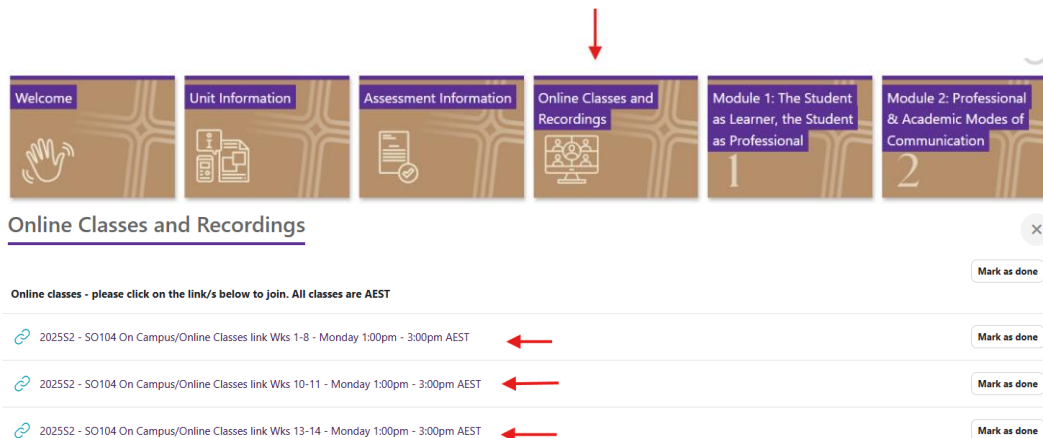 Welcome
Unit Information
Assessment Information
Online Classes and
Recordings
Module 1: The Student
as Learner, the Student
as Professional
1
Module 2: Professional
& Academic Modes of
Communication
2
Online Classes and Recordings
Mark as done
Online classes - please click on the link/s below to join. All classes are AEST
2025S2 - SO104 On Campus/Online Classes link Wks 1-8 - Monday 1:00pm - 3:00pm AEST
Mark as done
2025S2 - SO104 On Campus/Online Classes link Wks 10-11 - Monday 1:00pm - 3:00pm AEST
Mark as done
2025S2 - SO104 On Campus/Online Classes link Wks 13-14 - Monday 1:00pm - 3:00pm AEST
Mark as done